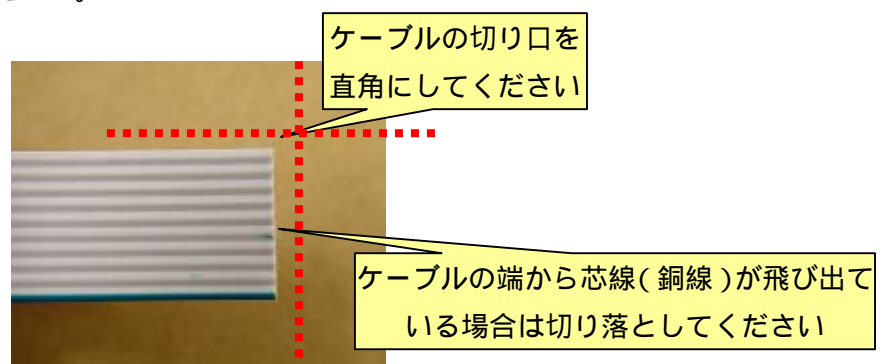 ケーブルの切り口を
直角にしてください
ケーブルの端から芯線(銅線)が飛び出て
いる場合は切り落としてください